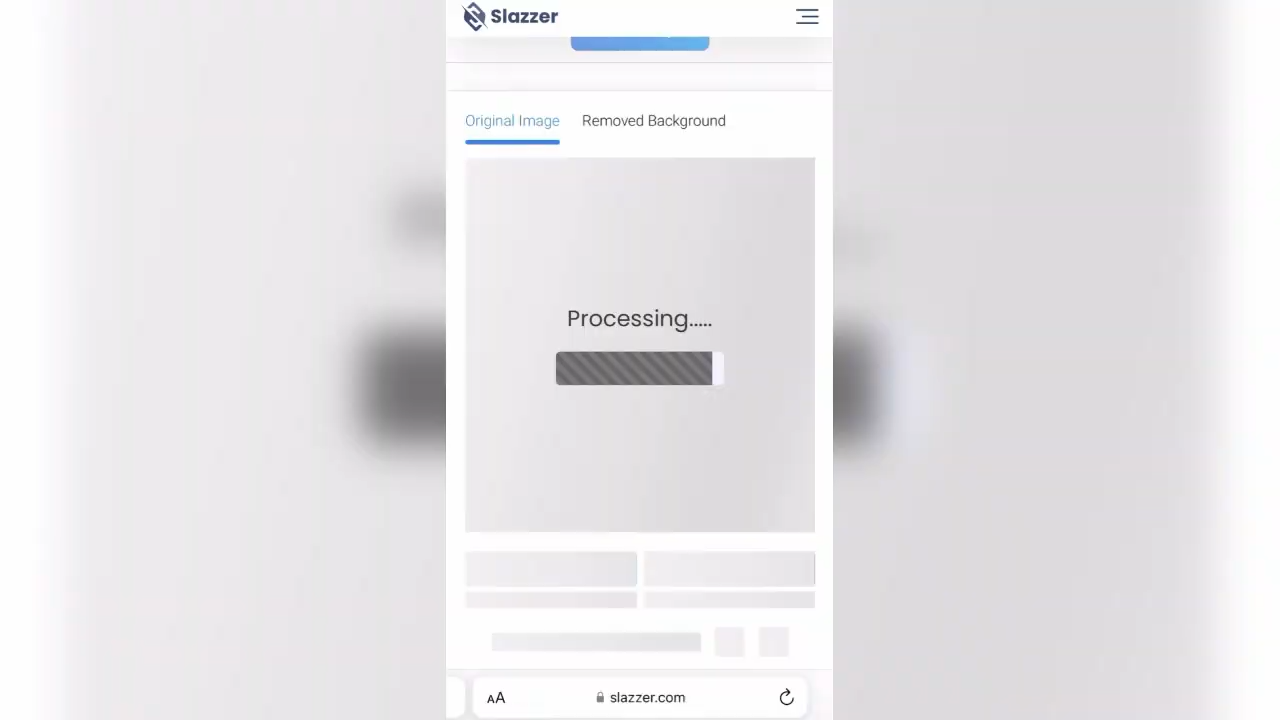 Slazzer
Original Image Removed Background
Processing.....
AA slazzer.com